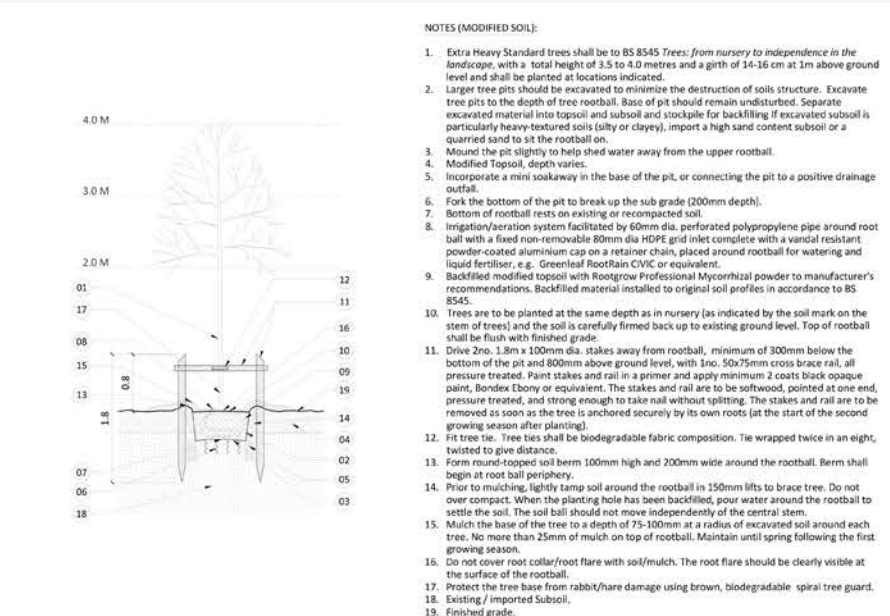 NOTES (MODIFIED SOIL):
1. Extra Heavy Standard trees shall be to BS 8545 Trees: from nursery to independence in the
landscape, with a total height of 3.5 to 4.0 metres and a girth of 14-16 cm at 1m above ground
level and shall be planted at locations indicated.
2. Larger tree pits should be excavated to minimize the destruction of soils structure. Excavate
tree pits to the depth of tree rootball. Base of pit should remain undisturbed. Separate
excavated material into topsoil and subsoil and stockpile for backfilling If excavated subsoil is
particularly heavy-textured soils (silty or clayey), import a high sand content subsoil or a
quarried sand to sit the rootball on.
3. Mound the pit slightly to help shed water away from the upper rootball.
4. Modified Topsoil, depth varies.
5. Incorporate a mini soakaway in the base of the pit, or connecting the pit to a positive drainage
outfall.
6. Fork the bottom of the pit to break up the sub grade (200mm depth).
7. Bottom of rootball rests on existing or recompacted soil.
8. Irrigation/aeration system facilitated by 60mm dia. perforated polypropylene pipe around root
ball with a fixed non-removable 80mm dia HDPE grid inlet complete with a vandal resistant
powder-coated aluminium cap on a retainer chain, placed around rootball for watering and
liquid fertiliser, e.g. Greenleaf RootRain CIVIC or equivalent.
9. Backfilled modified topsoil with Rootgrow Professional Mycorrhizal powder to manufacturer's
recommendations. Backfilled material installed to original soil profiles in accordance to BS
8545.
10. Trees are to be planted at the same depth as in nursery (as indicated by the soil mark on the
stem of trees) and the soil is carefully firmed back up to existing ground level. Top of rootball
shall be flush with finished grade.
11. Drive 2no. 1.8m x 100mm dia. stakes away from rootball, minimum of 300mm below the
bottom of the pit and 800mm above ground level, with 1no. 50x75mm cross brace rail, all
pressure treated. Paint stakes and rail in a primer and apply minimum 2 coats black opaque
paint, Bondex Ebony or equivalent. The stakes and rail are to be softwood, pointed at one end,
pressure treated, and strong enough to take nail without splitting. The stakes and rail are to be
removed as soon as the tree is anchored securely by its own roots (at the start of the second
growing season after planting).
12. Fit tree tie. Tree ties shall be biodegradable fabric composition. Tie wrapped twice in an eight,
twisted to give distance.
13. Form round-topped soil berm 100mm high and 200mm wide around the rootball. Berm shall
begin at root ball periphery.
14. Prior to mulching, lightly tamp soil around the rootball in 150mm lifts to brace tree. Do not
over compact. When the planting hole has been backfilled, pour water around the rootball to
settle the soil. The soil ball should not move independently of the central stem.
15. Mulch the base of the tree to a depth of 75-100mm at a radius of excavated soil around each
tree. No more than 25mm of mulch on top of rootball. Maintain until spring following the first
growing season.
16. Do not cover root collar/root flare with soil/mulch. The root flare should be clearly visible at
the surface of the rootball.
17. Protect the tree base from rabbit/hare damage using brown, biodegradable spiral tree guard.
18. Existing / imported Subsoil.
19. Finished grade.
4.0 M
3.0 M
2.0 M
01
17
08
15
13
07
06
18
0.8
1.8
12
11
16
10
09
19
14
04
02
05
03